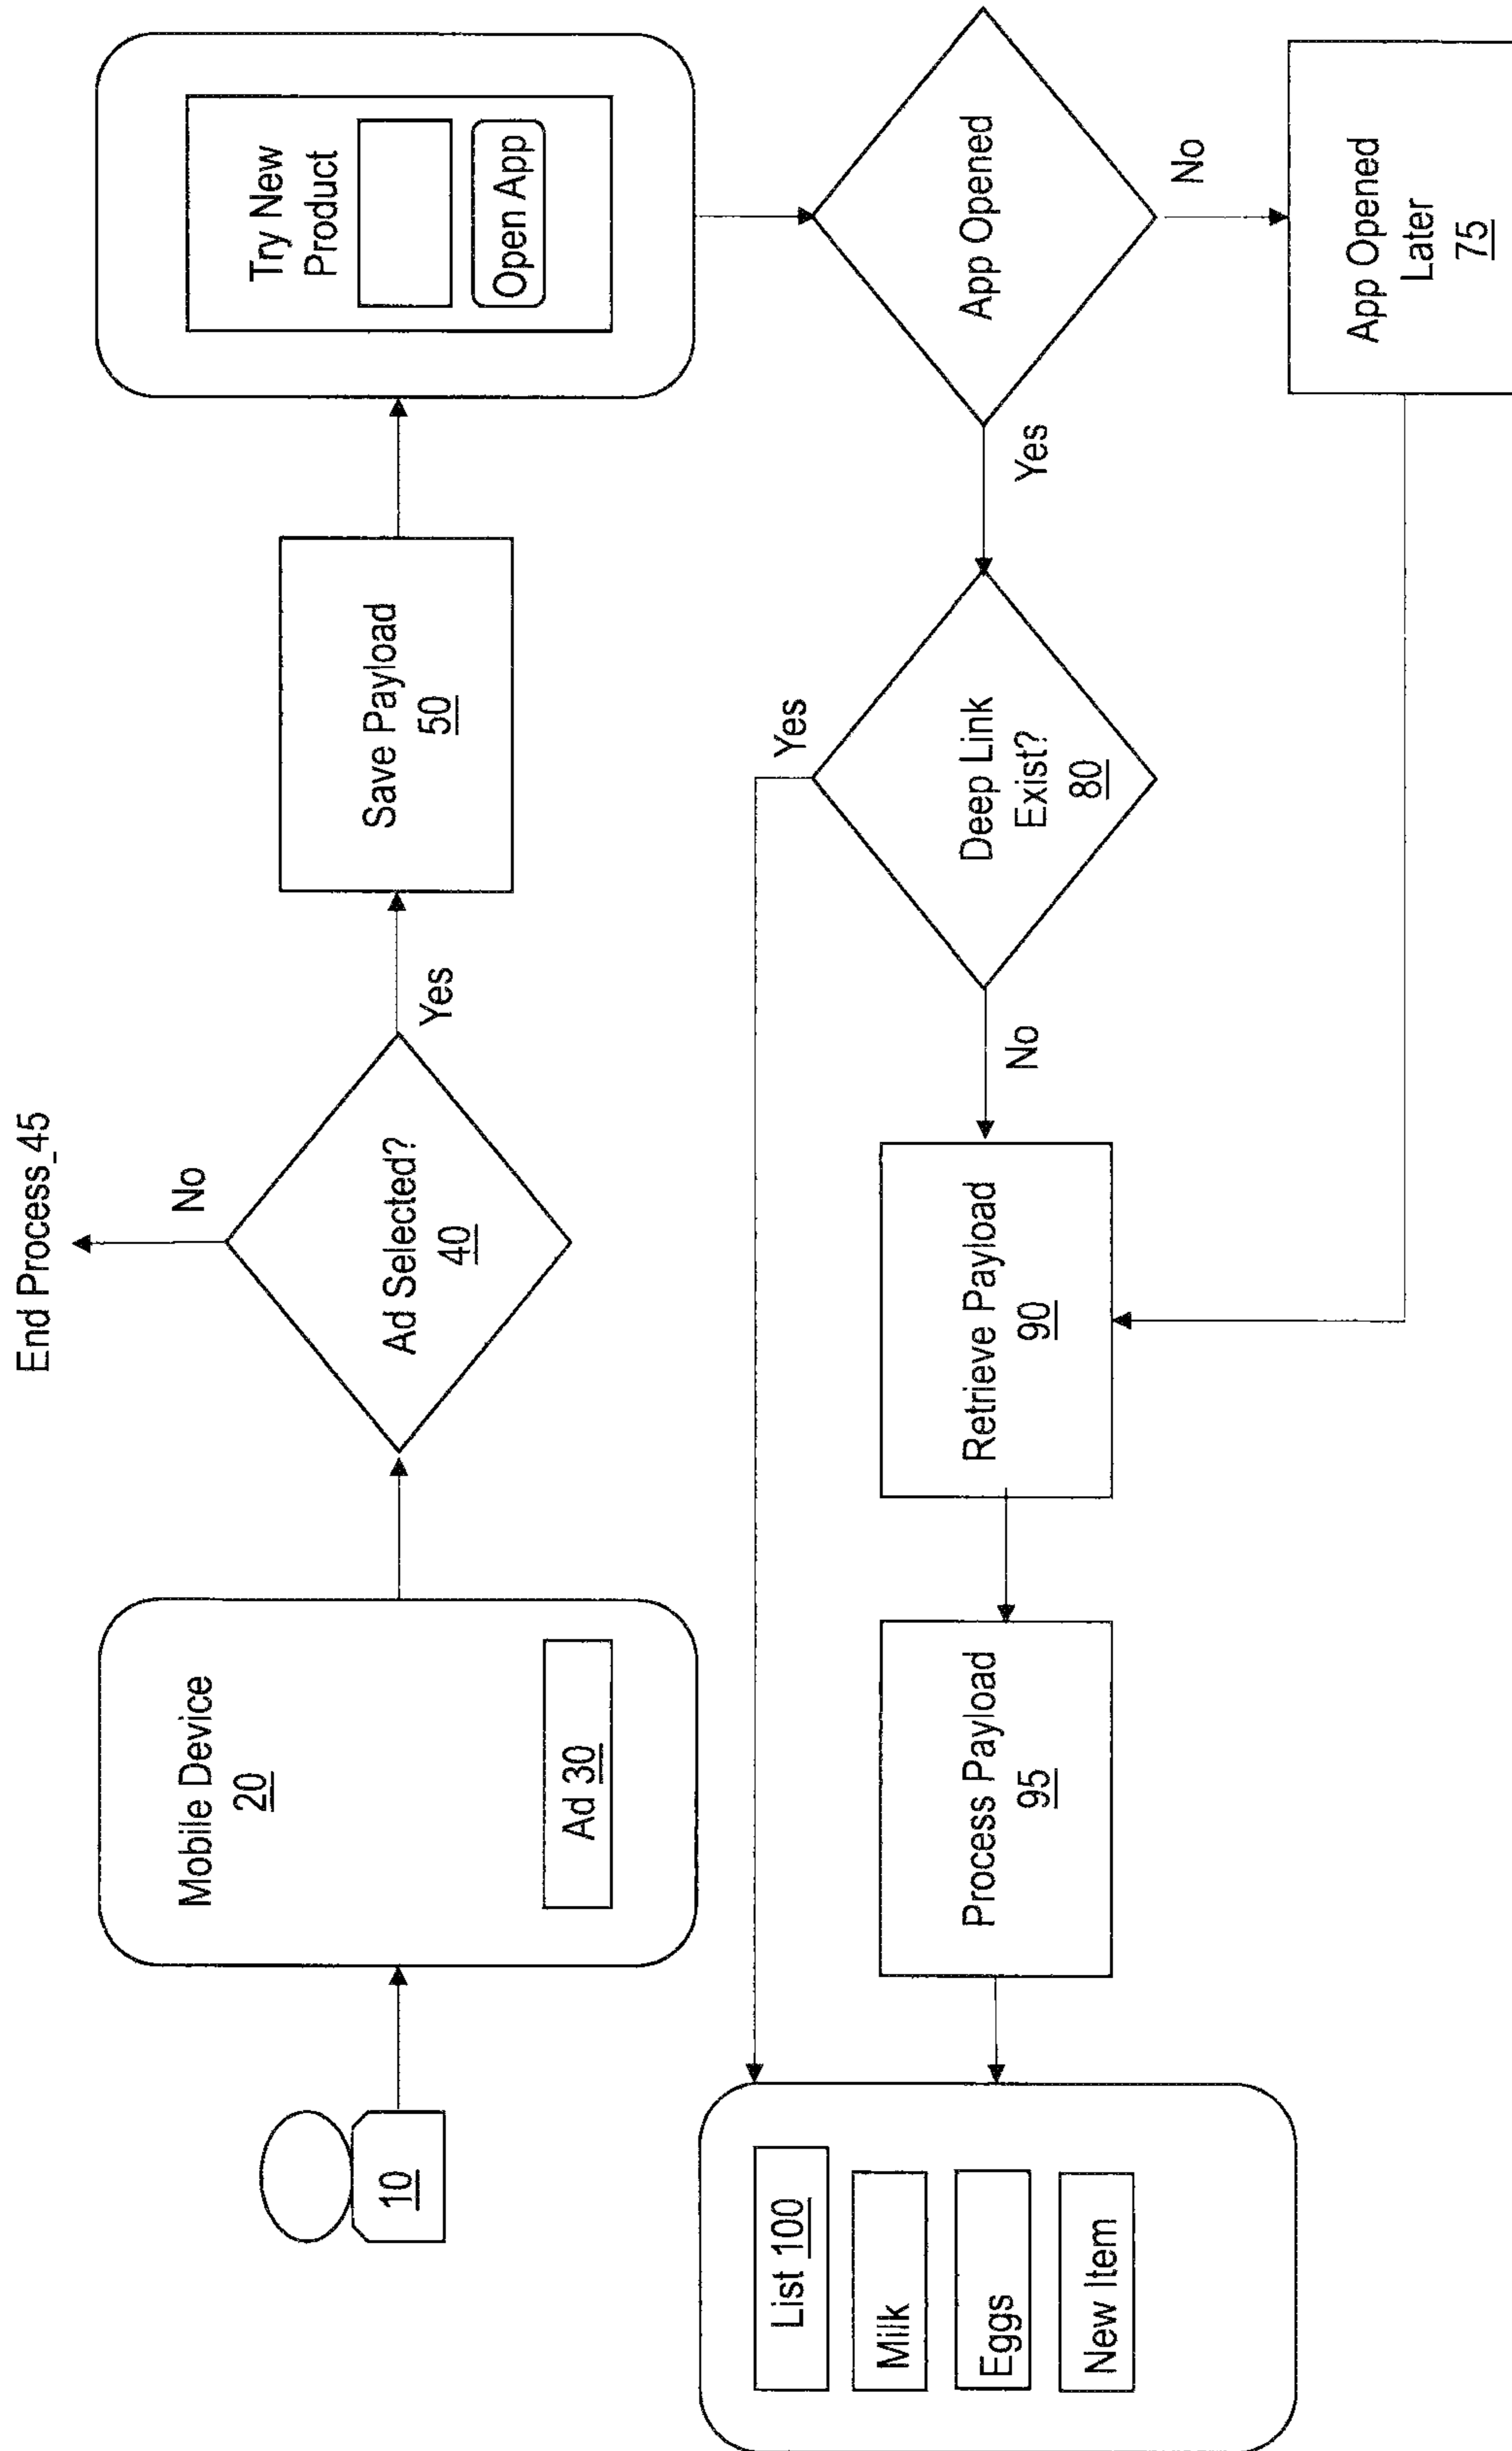 End Process 45
10
Mobile Device
20
Ad 30
Ad Selected?
40
No
Yes
Save Payload
50
Try New
Product
Open App
List 100
Milk
Eggs
New Item
Process Payload
95
Retrieve Payload
90
No
Deep Link
Exist?
80
Yes
Yes
App Opened
No
App Opened
Later
75